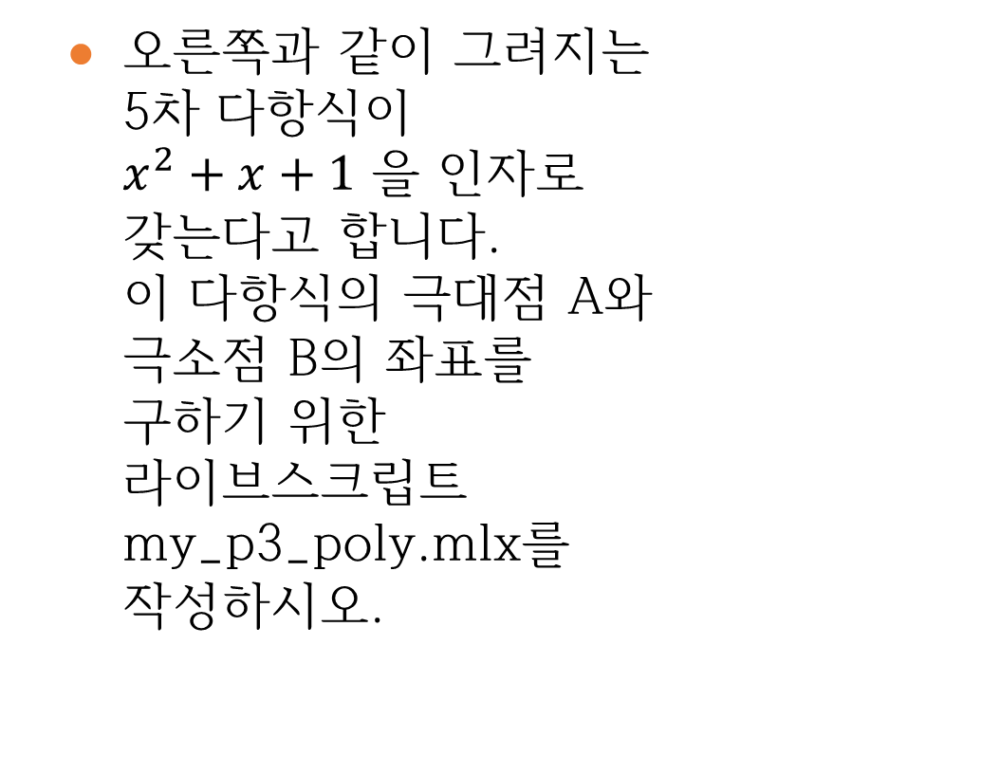 • 오른쪽과 같이 그려지는
5차 다항식이
x² + x + 1 을 인자로
갖는다고 합니다.
이 다항식의 극대점 A와
극소점 B의 좌표를
구하기 위한
라이브스크립트
my_p3_poly.mlx를
작성하시오.